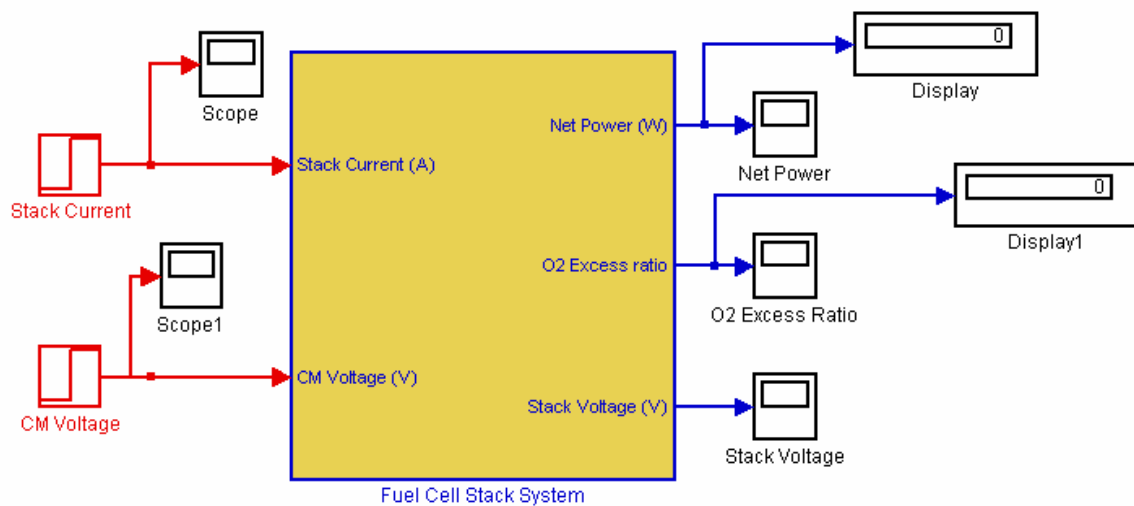 0
Display
Scope
Net Power (W)
Stack Current (A)
Net Power
0
Stack Current
Display1
O2 Excess ratio
O2 Excess Ratio
Scope1
CM Voltage (V)
Stack Voltage (V)
CM Voltage
Stack Voltage
Fuel Cell Stack System